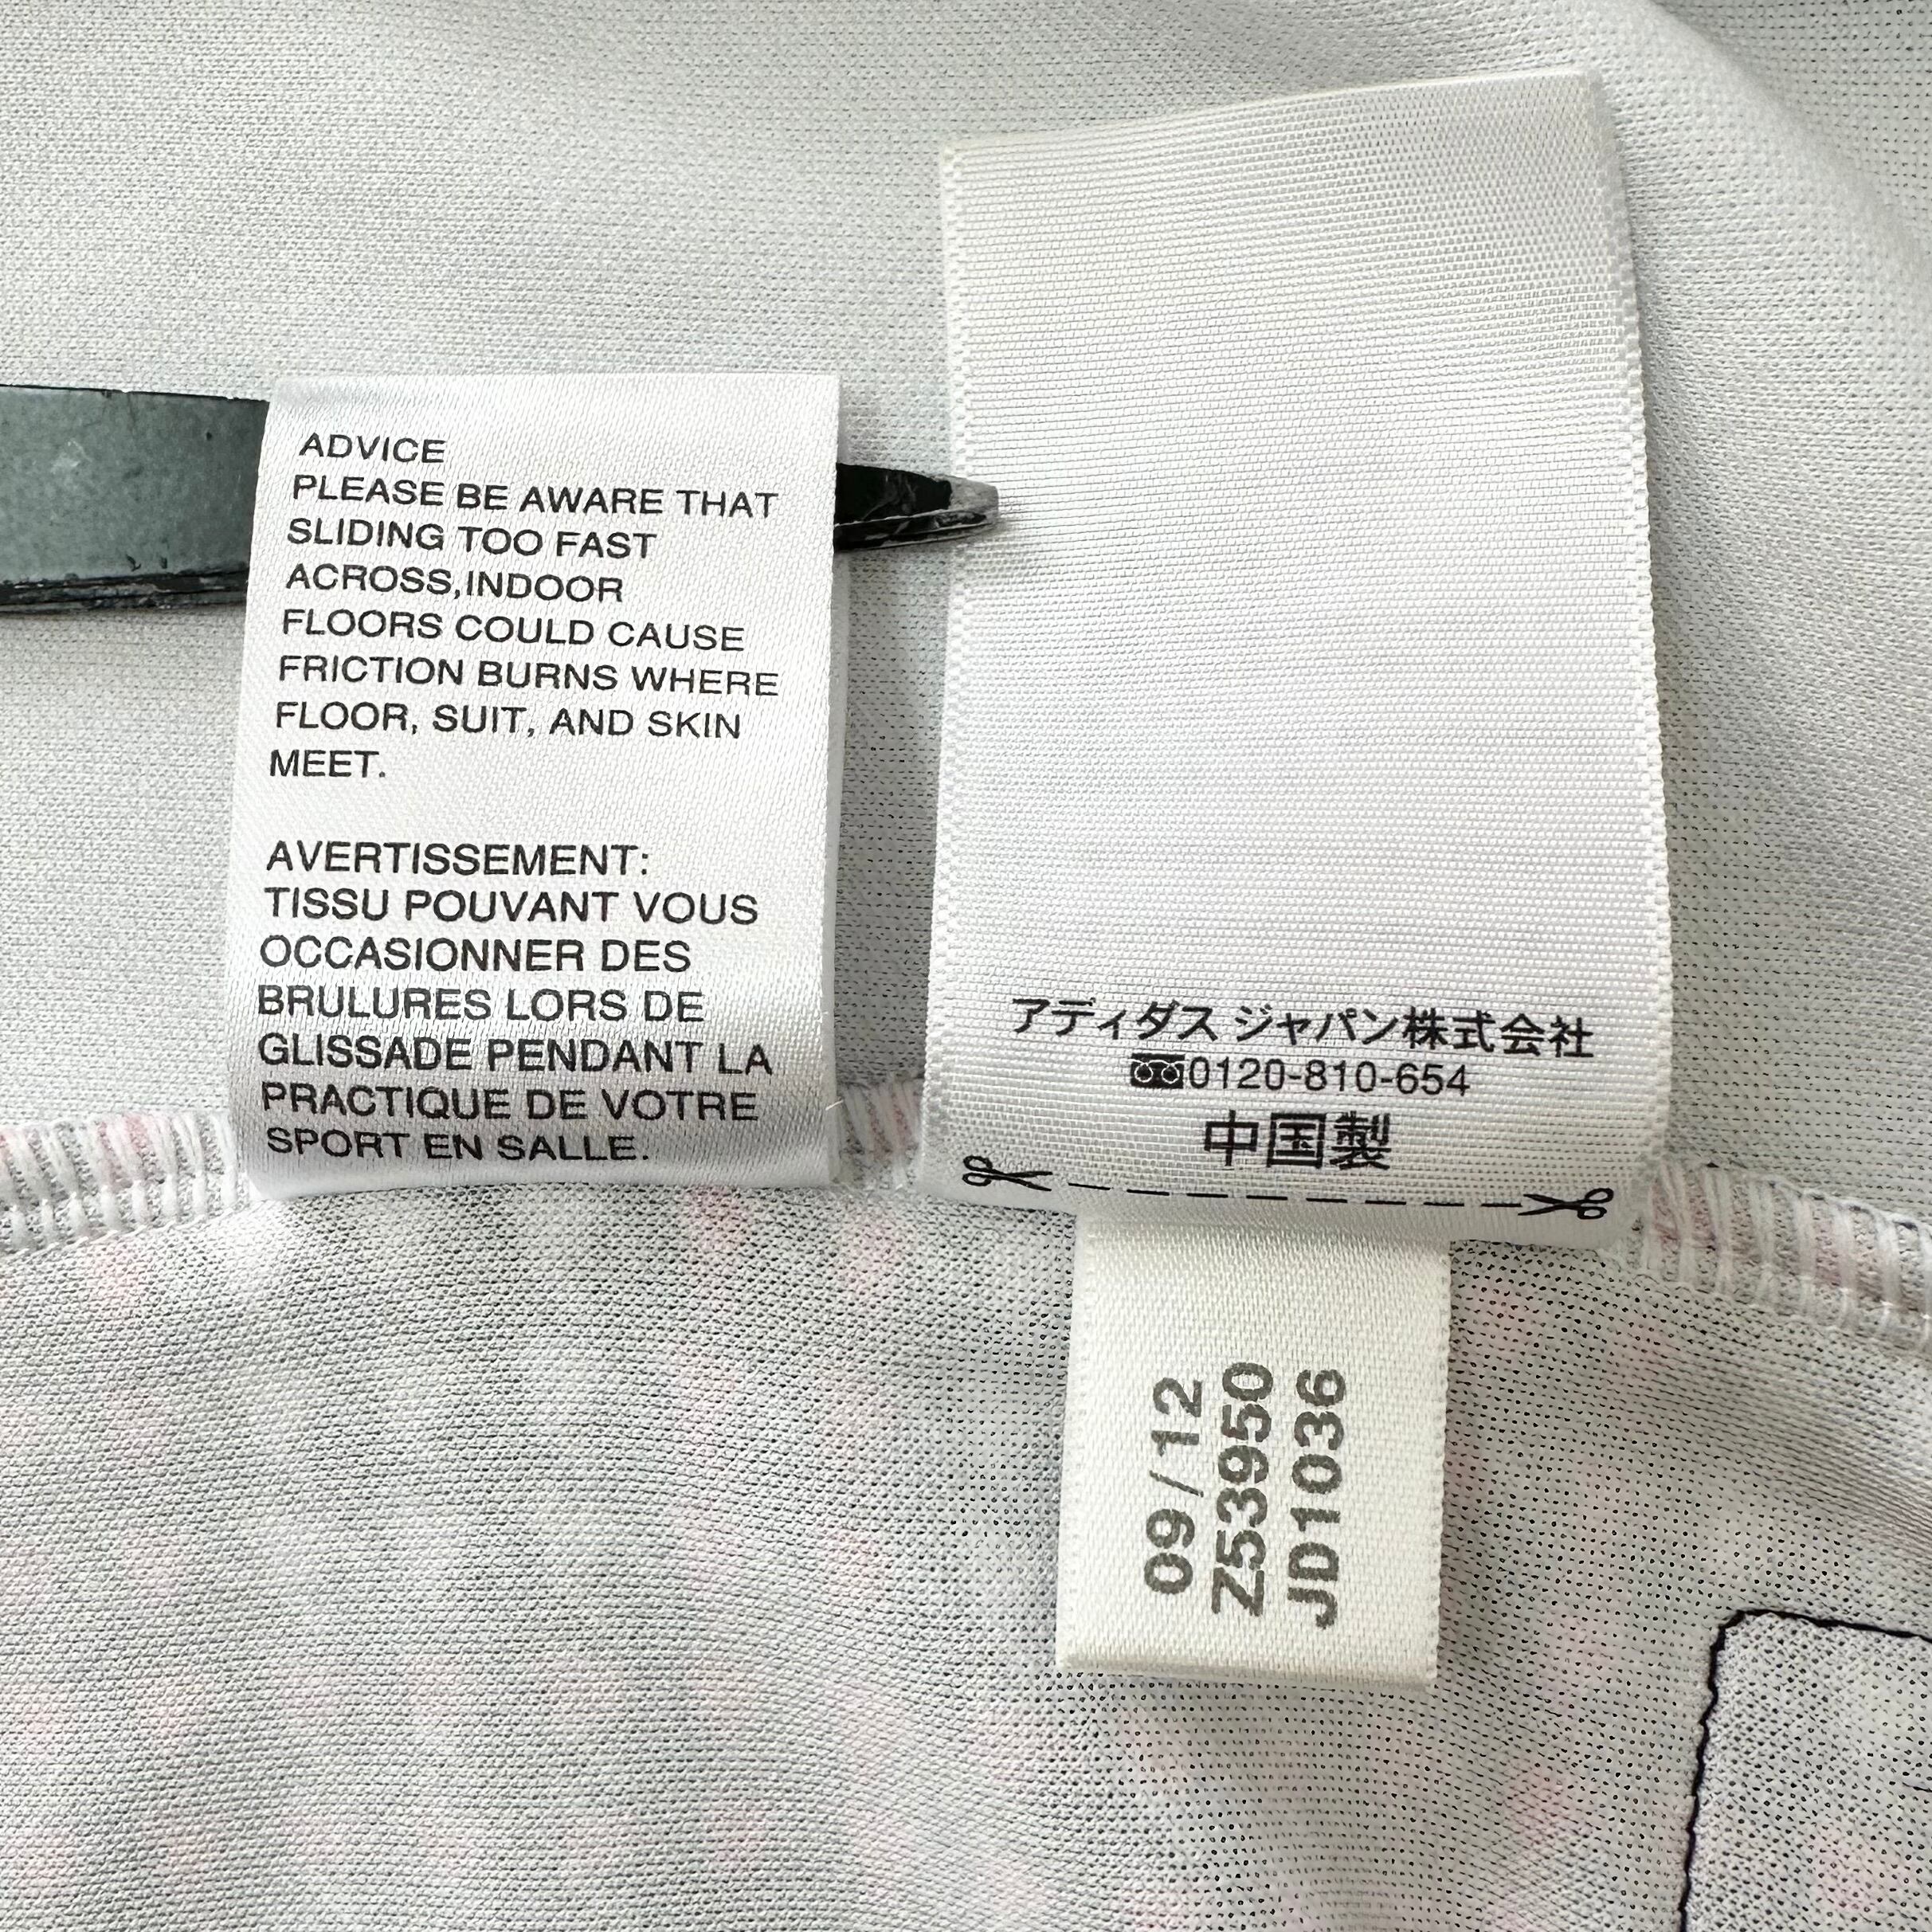 ADVICE
PLEASE BE AWARE THAT
SLIDING TOO FAST
ACROSS,INDOOR
FLOORS COULD CAUSE
FRICTION BURNS WHERE
FLOOR, SUIT, AND SKIN
MEET.
AVERTISSEMENT:
TISSU POUVANT VOUS
OCCASIONNER DES
BRULURES LORS DE
GLISSADE PENDANT LA
PRACTIQUE DE VOTRE
SPORT EN SALLE.
アディダス ジャパン株式会社
0120-810-654
中国製
09/12
Z53950
JD1036